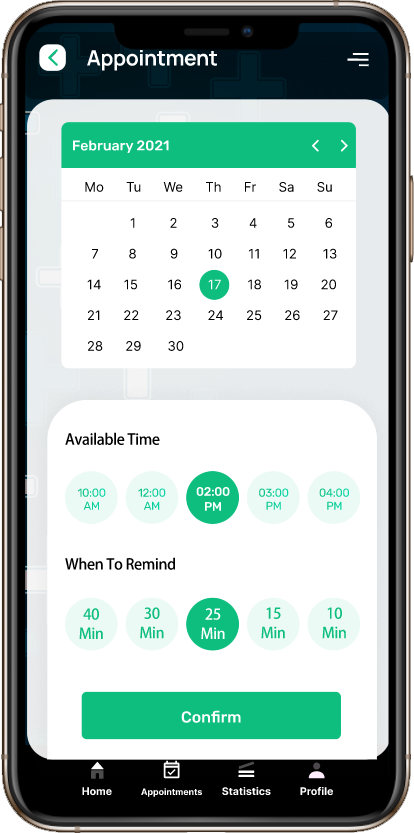 Appointment
February 2021
Mo Tu We Th Fr Sa Su
1 2 3 4 5 6
7 8 9 10 11 12 13
14 15 16 17 18 19 20
21 22 23 24 25 26 27
28 29 30
Available Time
10:00 12:00 02:00 03:00 04:00
AM AM PM PM PM
When To Remind
40 30 25 15 10
Min Min Min Min Min
Confirm
Home Appointments Statistics Profile